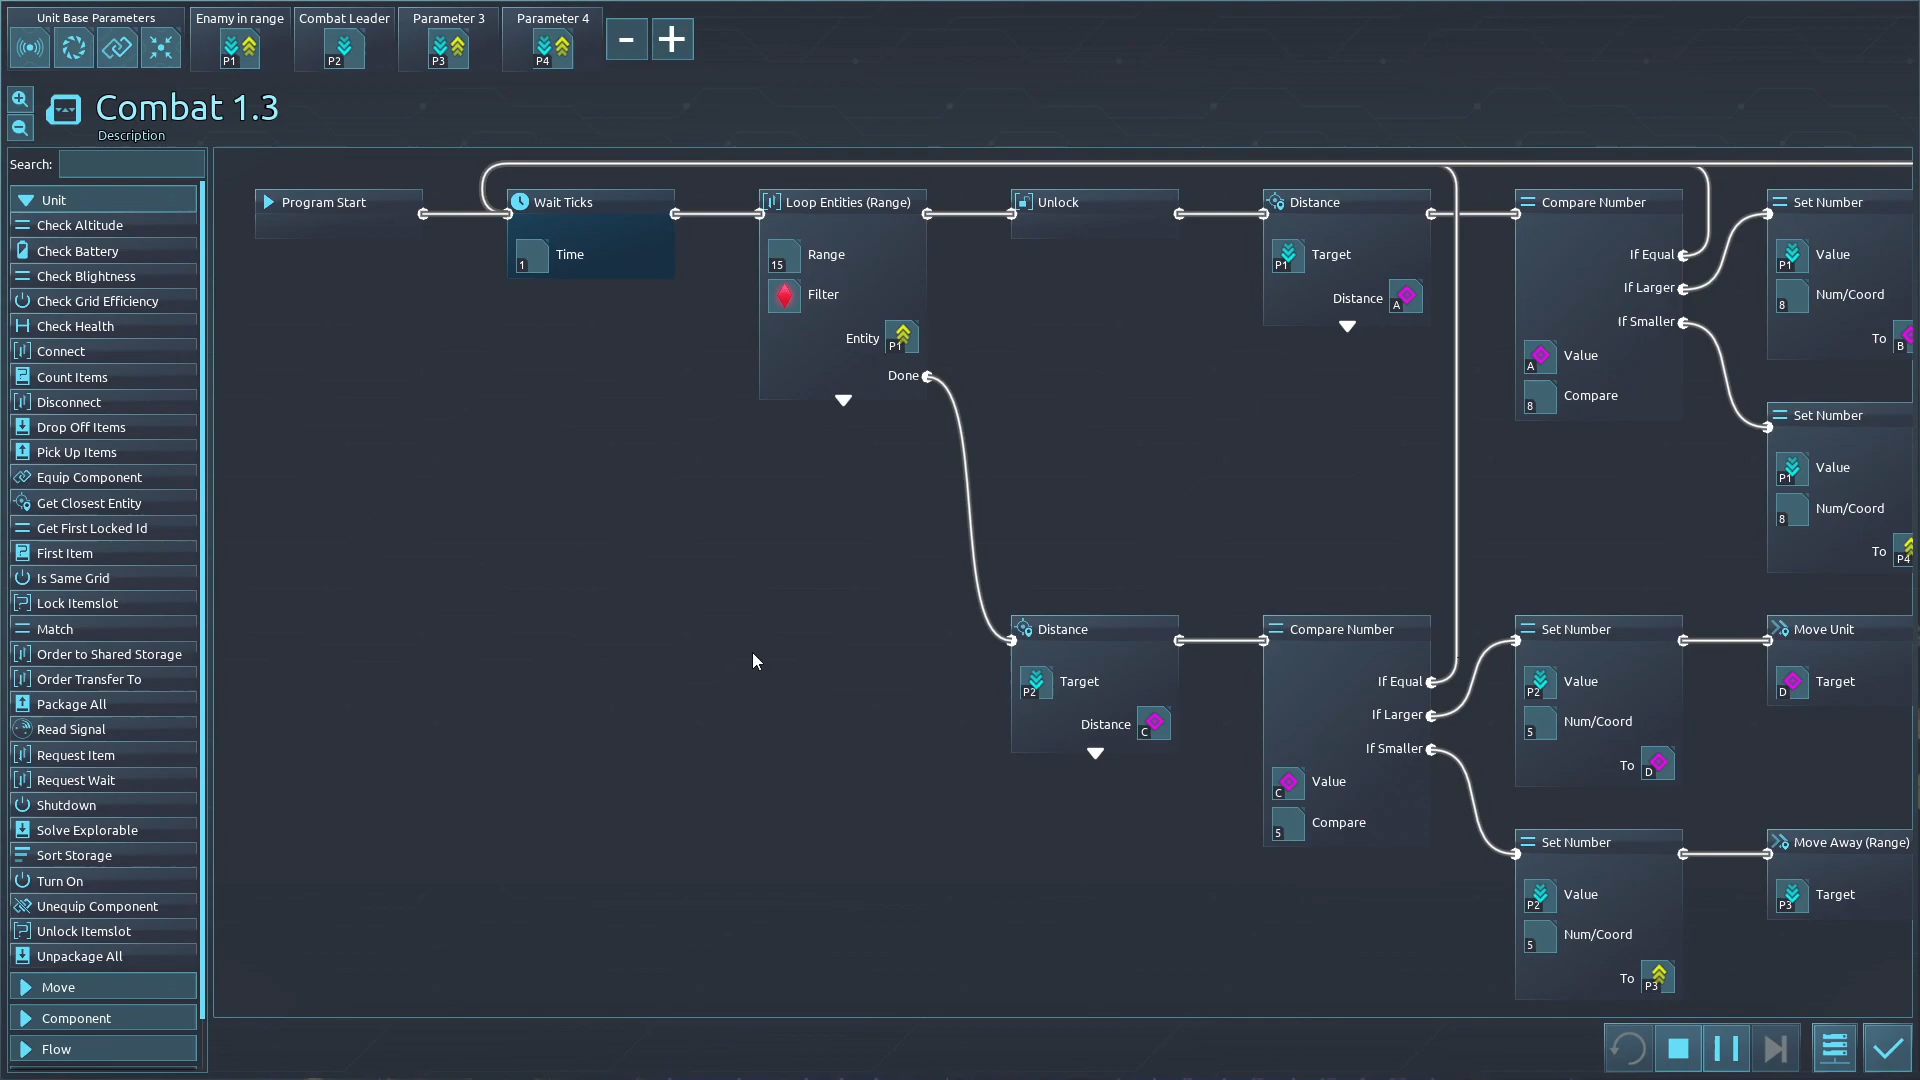 Unit Base Parameters
Enemy in range
P1
Combat Leader
P2
Parameter 3
P3
Parameter 4
P4
Combat 1.3
Description
Search:
Unit
Check Altitude
Check Battery
Check Blightness
Check Grid Efficiency
Check Health
Connect
Count Items
Disconnect
Drop Off Items
Pick Up Items
Equip Component
Get Closest Entity
Get First Locked Id
First Item
Is Same Grid
Lock Itemslot
Match
Order to Shared Storage
Order Transfer To
Package All
Read Signal
Request Item
Request Wait
Shutdown
Solve Explorable
Sort Storage
Turn On
Unequip Component
Unlock Itemslot
Unpackage All
Move
Component
Flow
Program Start
Wait Ticks
1 Time
Loop Entities (Range)
15 Range
Filter
Entity P1
Done
Unlock
Distance
P1 Target
Distance A
Compare Number
If Equal
If Larger
If Smaller
A Value
8 Compare
Set Number
P1 Value
8 Num/Coord
To B
Set Number
P1 Value
8 Num/Coord
To P4
Distance
P2 Target
Distance C
Compare Number
If Equal
If Larger
If Smaller
C Value
5 Compare
Set Number
P2 Value
5 Num/Coord
To D
Move Unit
D Target
Set Number
P2 Value
5 Num/Coord
To P3
Move Away (Range)
P3 Target